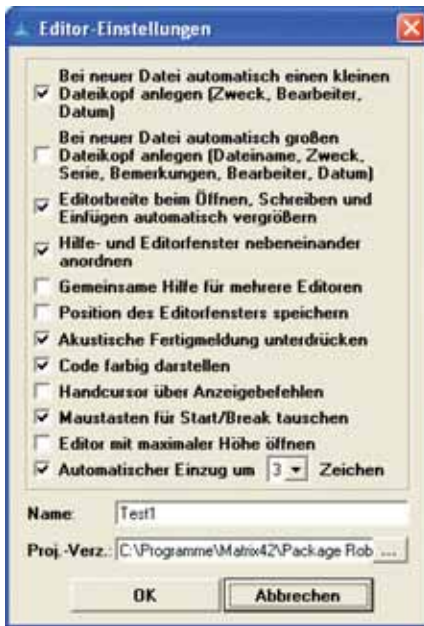 Editor-Einstellungen
Bei neuer Datei automatisch einen kleinen
Dateikopf anlegen (Zweck, Bearbeiter,
Datum)
Bei neuer Datei automatisch großen
Dateikopf anlegen (Dateiname, Zweck,
Serie, Bemerkungen, Bearbeiter, Datum)
Editorbreite beim Öffnen, Schreiben und
Einfügen automatisch vergrößern
Hilfe- und Editorfenster nebeneinander
anordnen
Gemeinsame Hilfe für mehrere Editoren
Position des Editorfensters speichern
Akustische Fertigmeldung unterdrücken
Code farbig darstellen
Handcursor über Anzeigebefehlen
Maustasten für Start/Break tauschen
Editor mit maximaler Höhe öffnen
Automatischer Einzug um 3 Zeichen
Name: Test1
Proj.-Verz.: C:\Programme\Matrix42\Package Rob ...
OK Abbrechen